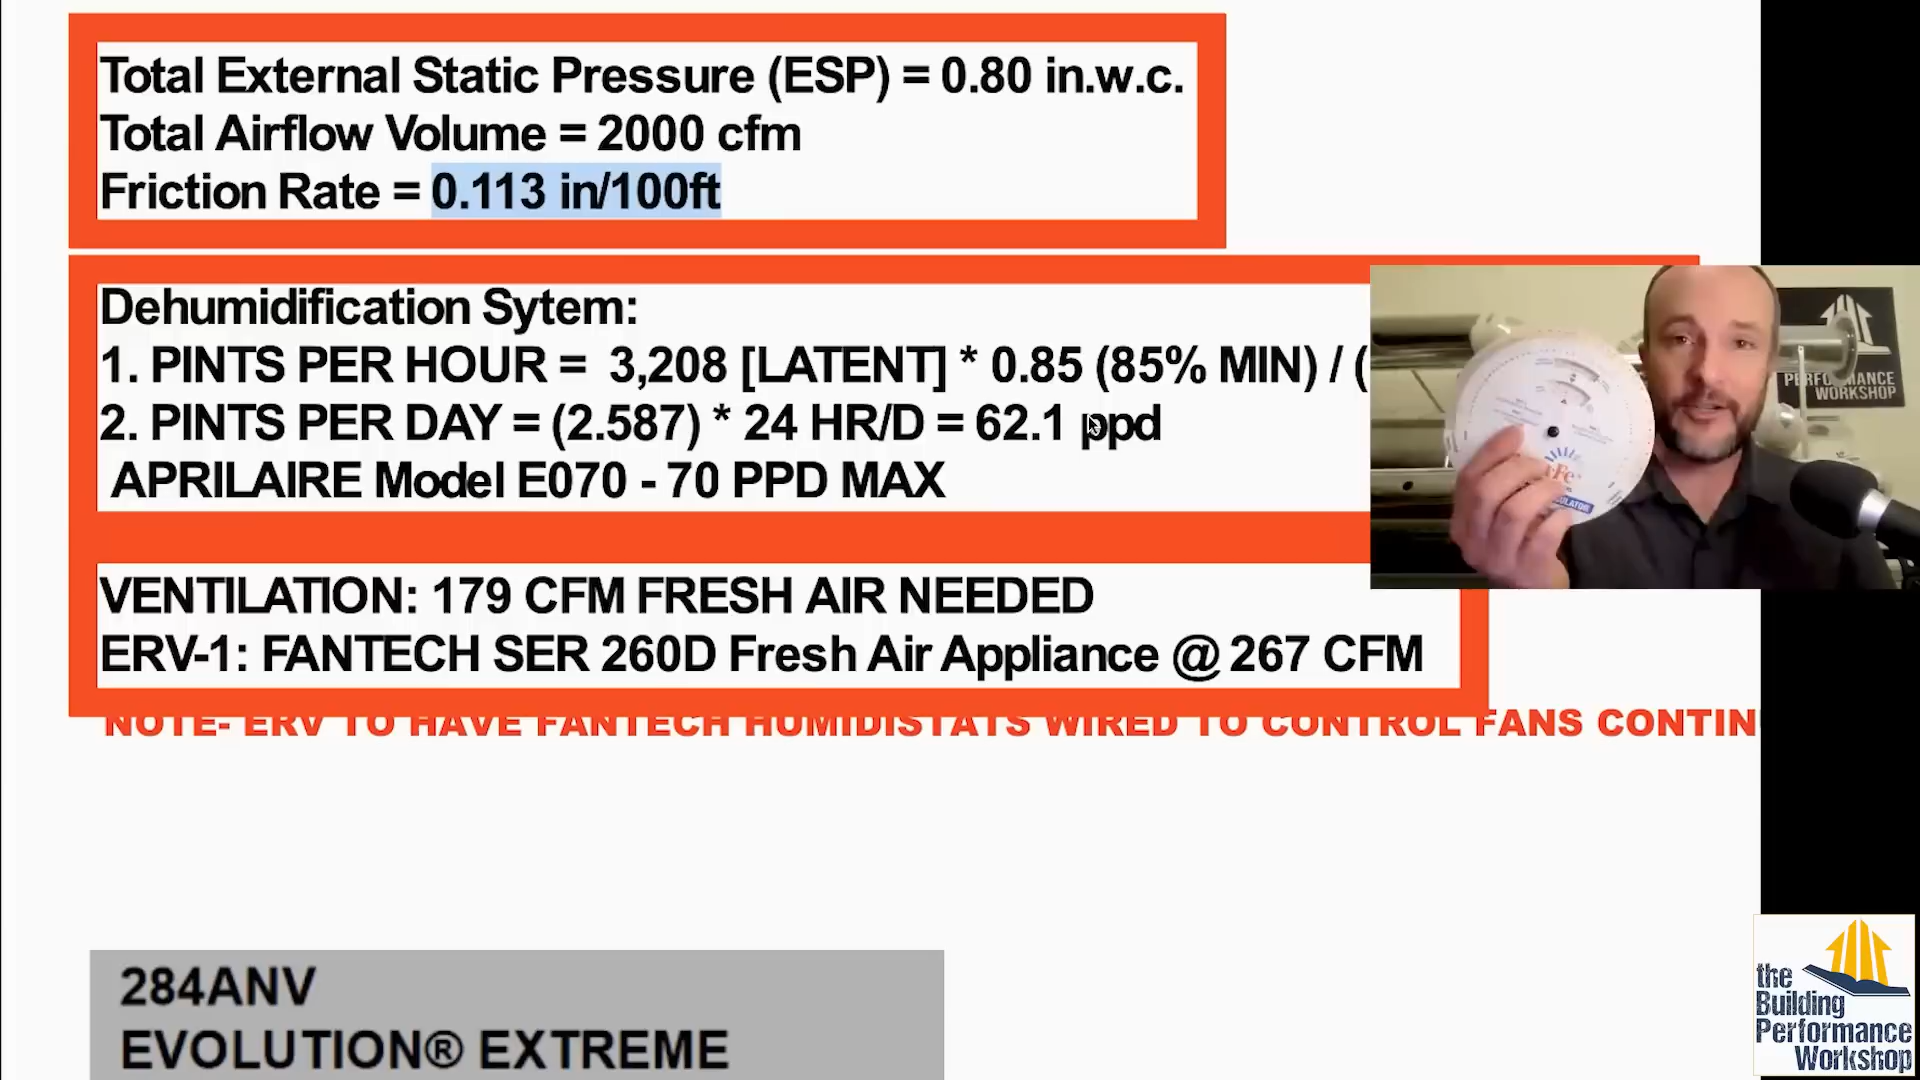 Total External Static Pressure (ESP) = 0.80 in.w.c.
Total Airflow Volume = 2000 cfm
Friction Rate = 0.113 in/100ft
Dehumidification Sytem:
1. PINTS PER HOUR = 3,208 [LATENT] * 0.85 (85% MIN) / (
2. PINTS PER DAY = (2.587) * 24 HR/D = 62.1 ppd
APRILAIRE Model E070 - 70 PPD MAX
VENTILATION: 179 CFM FRESH AIR NEEDED
ERV-1: FANTECH SER 260D Fresh Air Appliance @ 267 CFM
NOTE- ERV TO HAVE FANTECH HUMIDISTATS WIRED TO CONTROL FANS CONTIN
284ANV
EVOLUTION® EXTREME
WORKSHOP
the
Building
Performance
Workshop